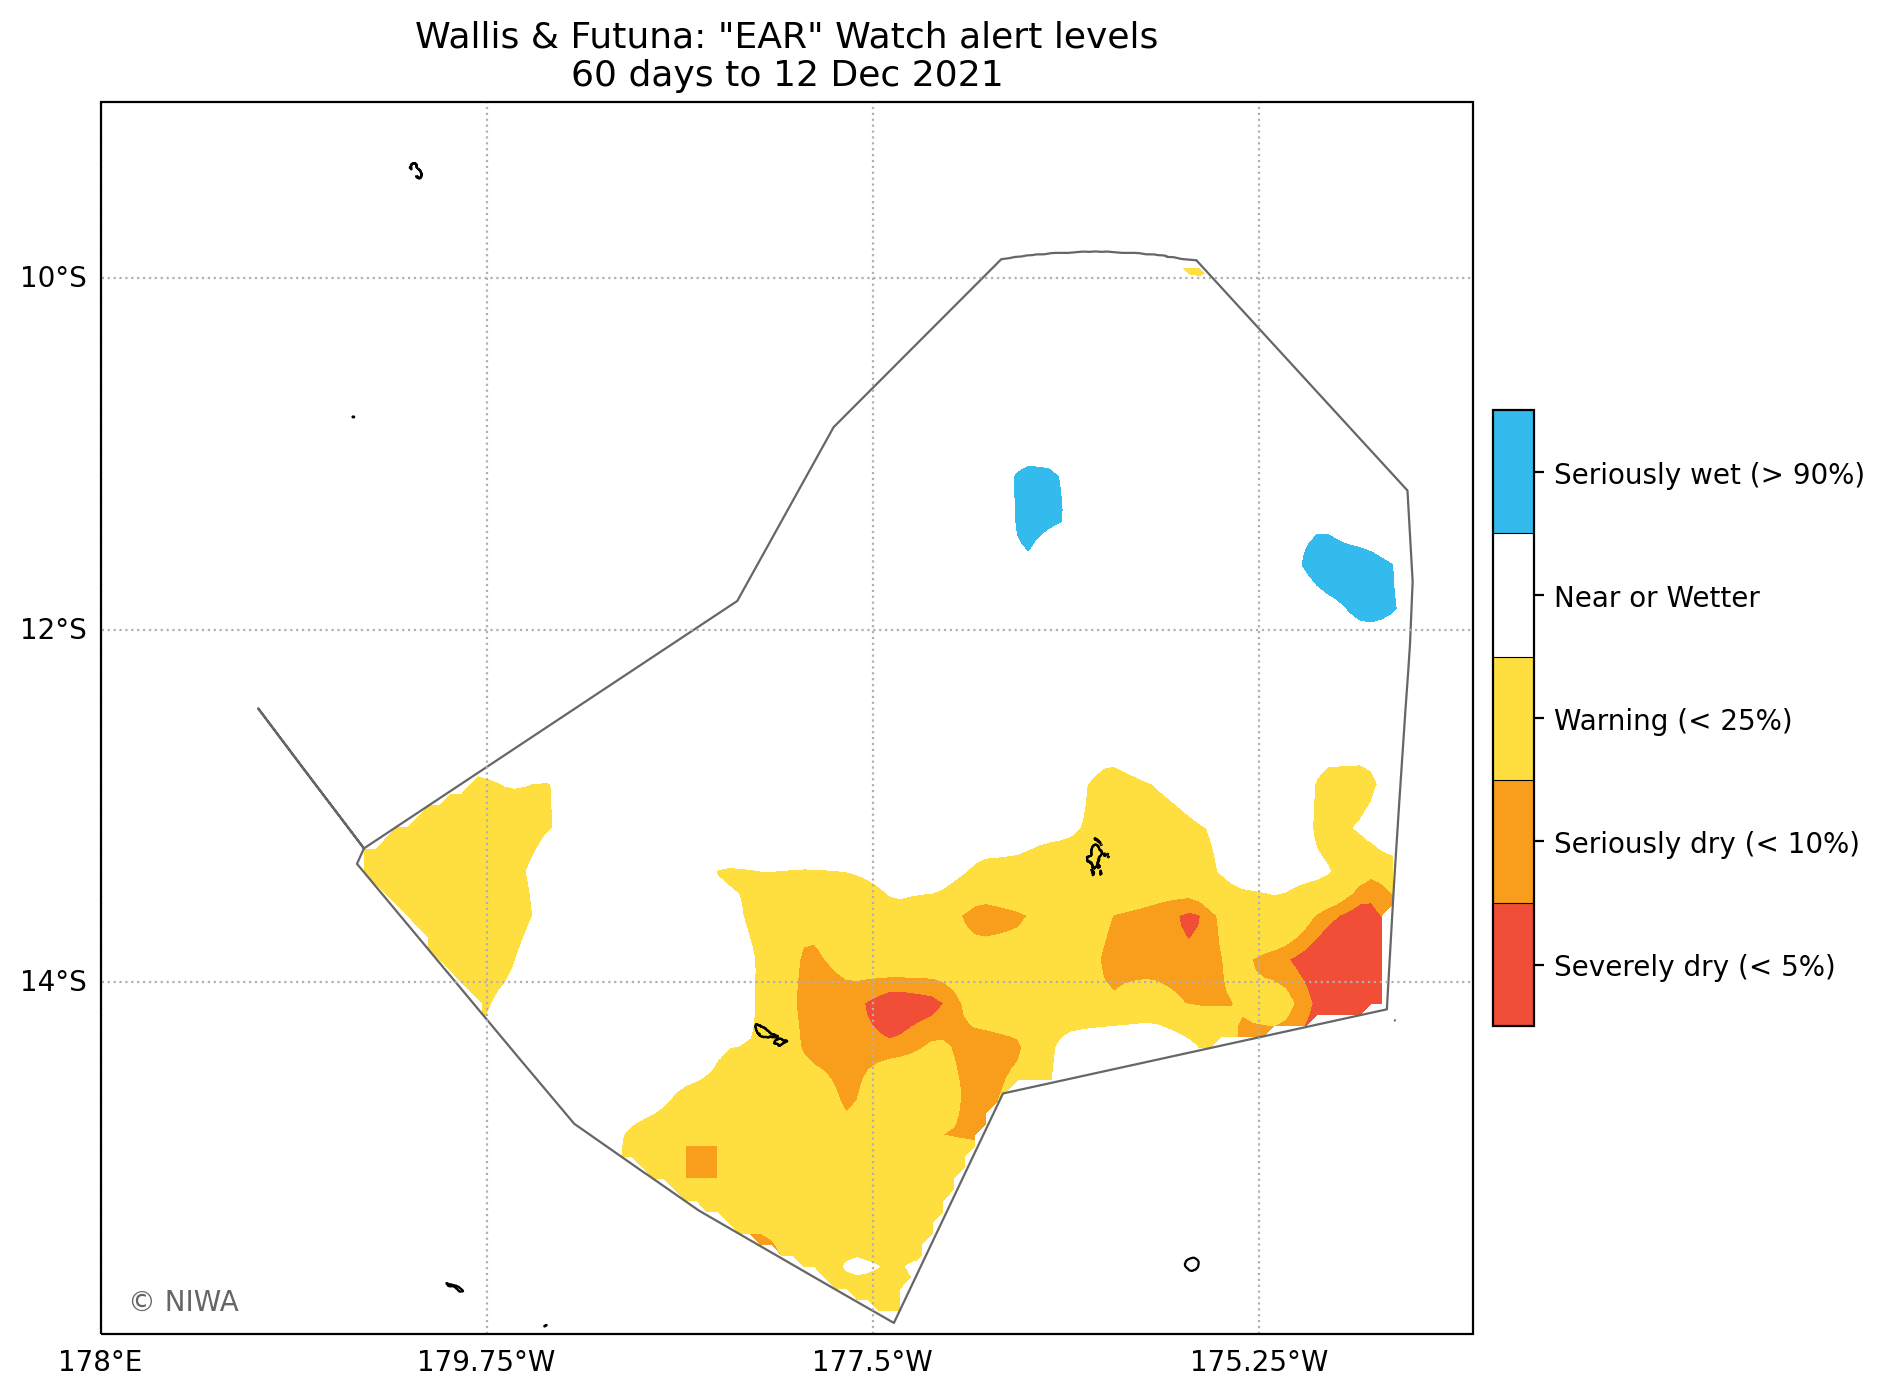 Wallis & Futuna: "EAR" Watch alert levels
60 days to 12 Dec 2021
10°S
12°S
14°S
178°E
179.75°W
177.5°W
175.25°W
Seriously wet (> 90%)
Near or Wetter
Warning (< 25%)
Seriously dry (< 10%)
Severely dry (< 5%)
© NIWA